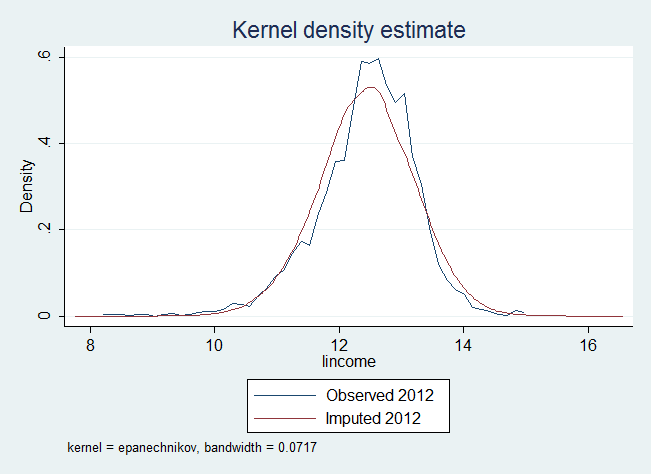 Kernel density estimate
.6
.4
.2
0
Density
8 10 12 14 16
lincome
Observed 2012
Imputed 2012
kernel = epanechnikov, bandwidth = 0.0717